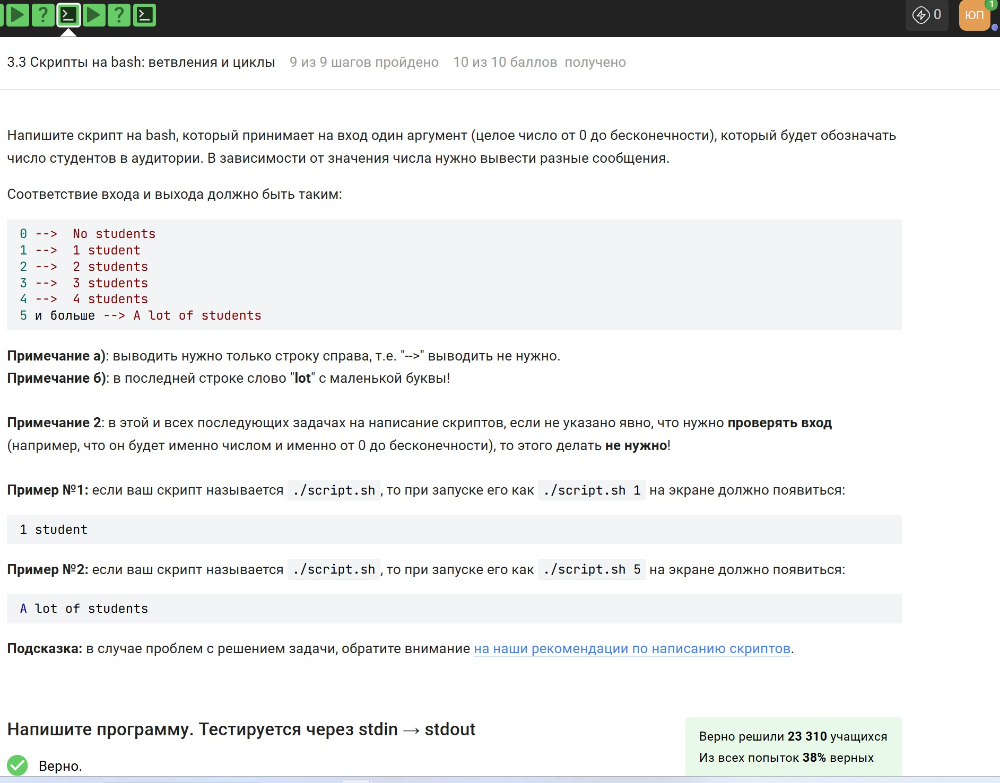 0
ЮП
1
3.3 Скрипты на bash: ветвления и циклы 9 из 9 шагов пройдено 10 из 10 баллов получено
Напишите скрипт на bash, который принимает на вход один аргумент (целое число от 0 до бесконечности), который будет обозначать
число студентов в аудитории. В зависимости от значения числа нужно вывести разные сообщения.
Соответствие входа и выхода должно быть таким:
0 --> No students
1 --> 1 student
2 --> 2 students
3 --> 3 students
4 --> 4 students
5 и больше --> A lot of students
Примечание а): выводить нужно только строку справа, т.е. "-->" выводить не нужно.
Примечание б): в последней строке слово "lot" с маленькой буквы!
Примечание 2: в этой и всех последующих задачах на написание скриптов, если не указано явно, что нужно проверять вход
(например, что он будет именно числом и именно от 0 до бесконечности), то этого делать не нужно!
Пример №1: если ваш скрипт называется ./script.sh, то при запуске его как ./script.sh 1 на экране должно появиться:
1 student
Пример №2: если ваш скрипт называется ./script.sh, то при запуске его как ./script.sh 5 на экране должно появиться:
A lot of students
Подсказка: в случае проблем с решением задачи, обратите внимание на наши рекомендации по написанию скриптов.
Напишите программу. Тестируется через stdin → stdout
Верно решили 23 310 учащихся
Из всех попыток 38% верных
Верно.